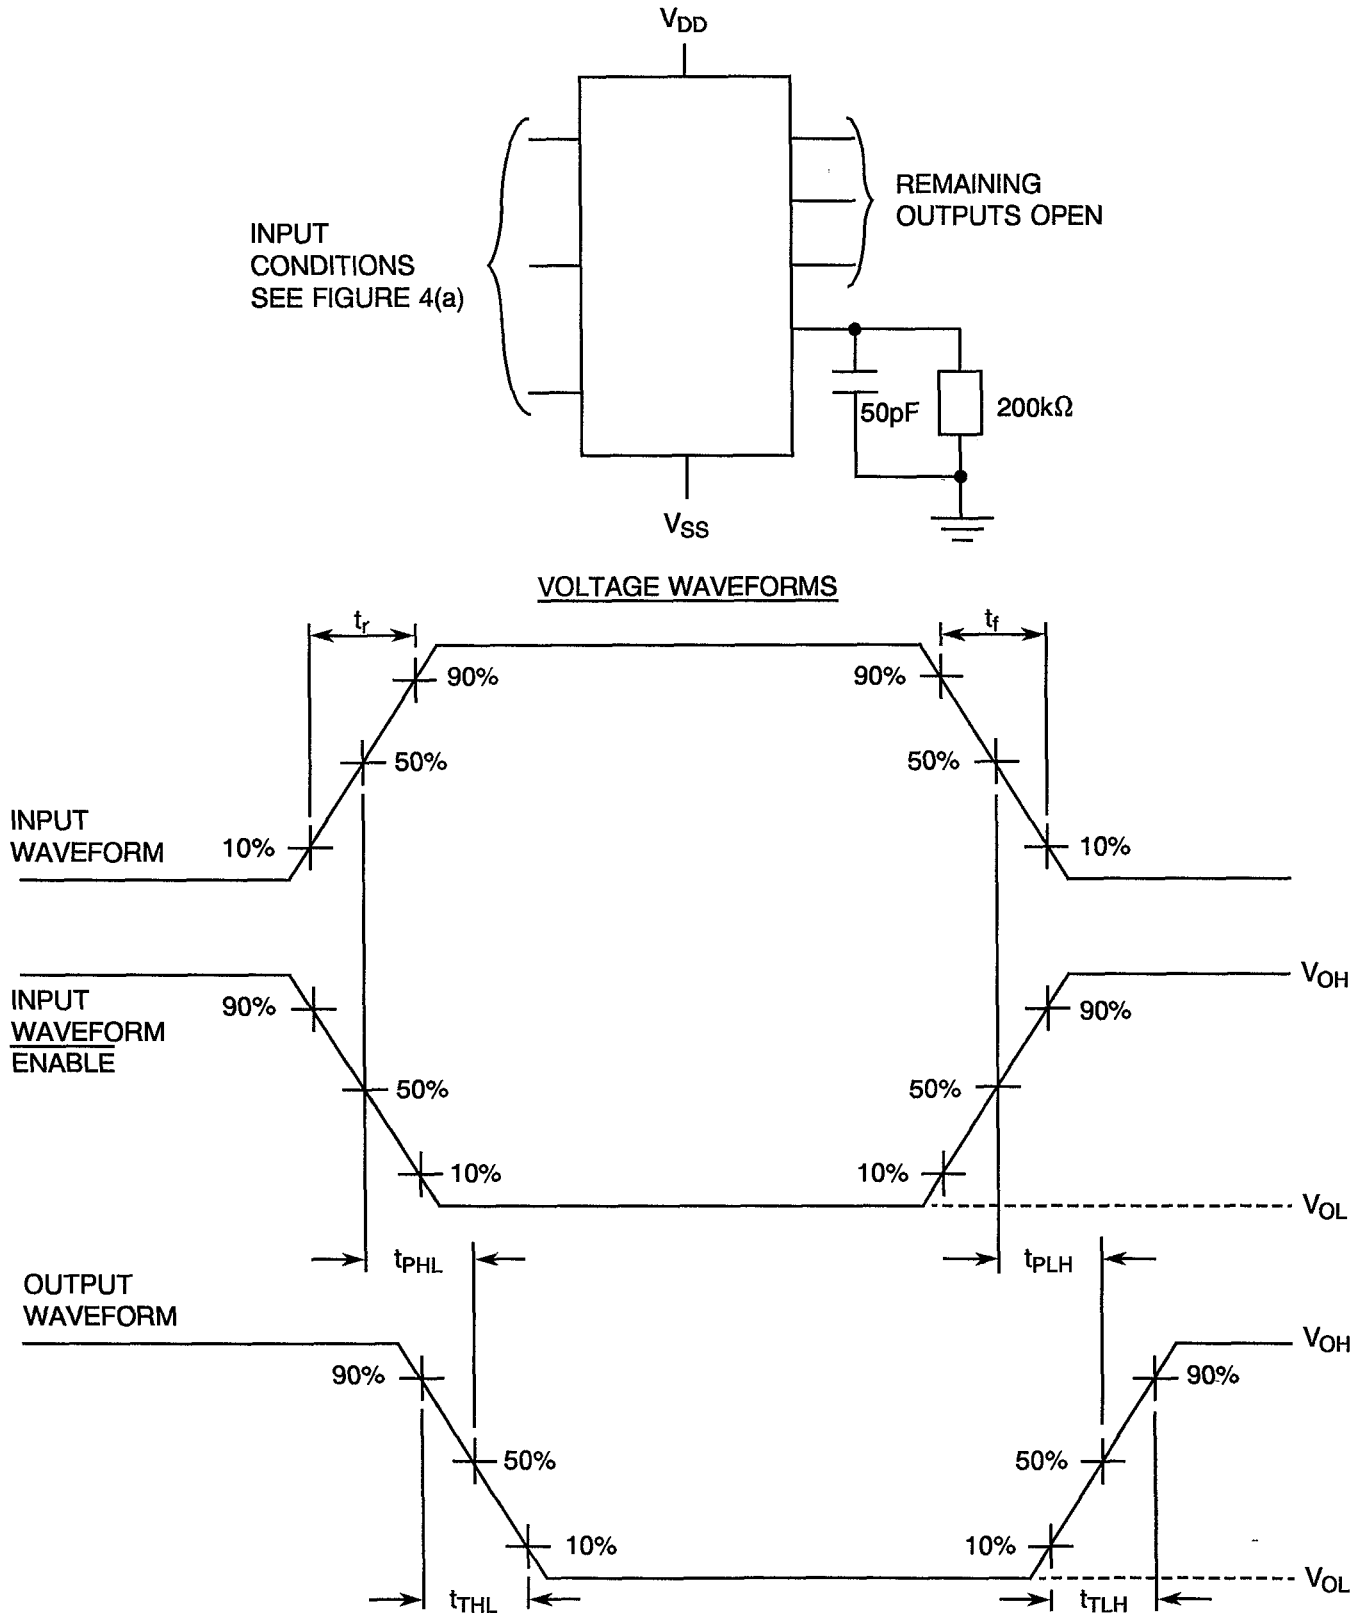 VDD
REMAINING
OUTPUTS OPEN
INPUT
CONDITIONS
SEE FIGURE 4(a)
50pF
200kΩ
VSS
VOLTAGE WAVEFORMS
tr
tf
90%
90%
50%
50%
INPUT
WAVEFORM
10%
10%
VOH
INPUT
WAVEFORM
ENABLE
90%
90%
50%
50%
10%
10%
VOL
tPHL
tPLH
OUTPUT
WAVEFORM
VOH
90%
90%
50%
50%
10%
10%
VOL
tTHL
tTLH